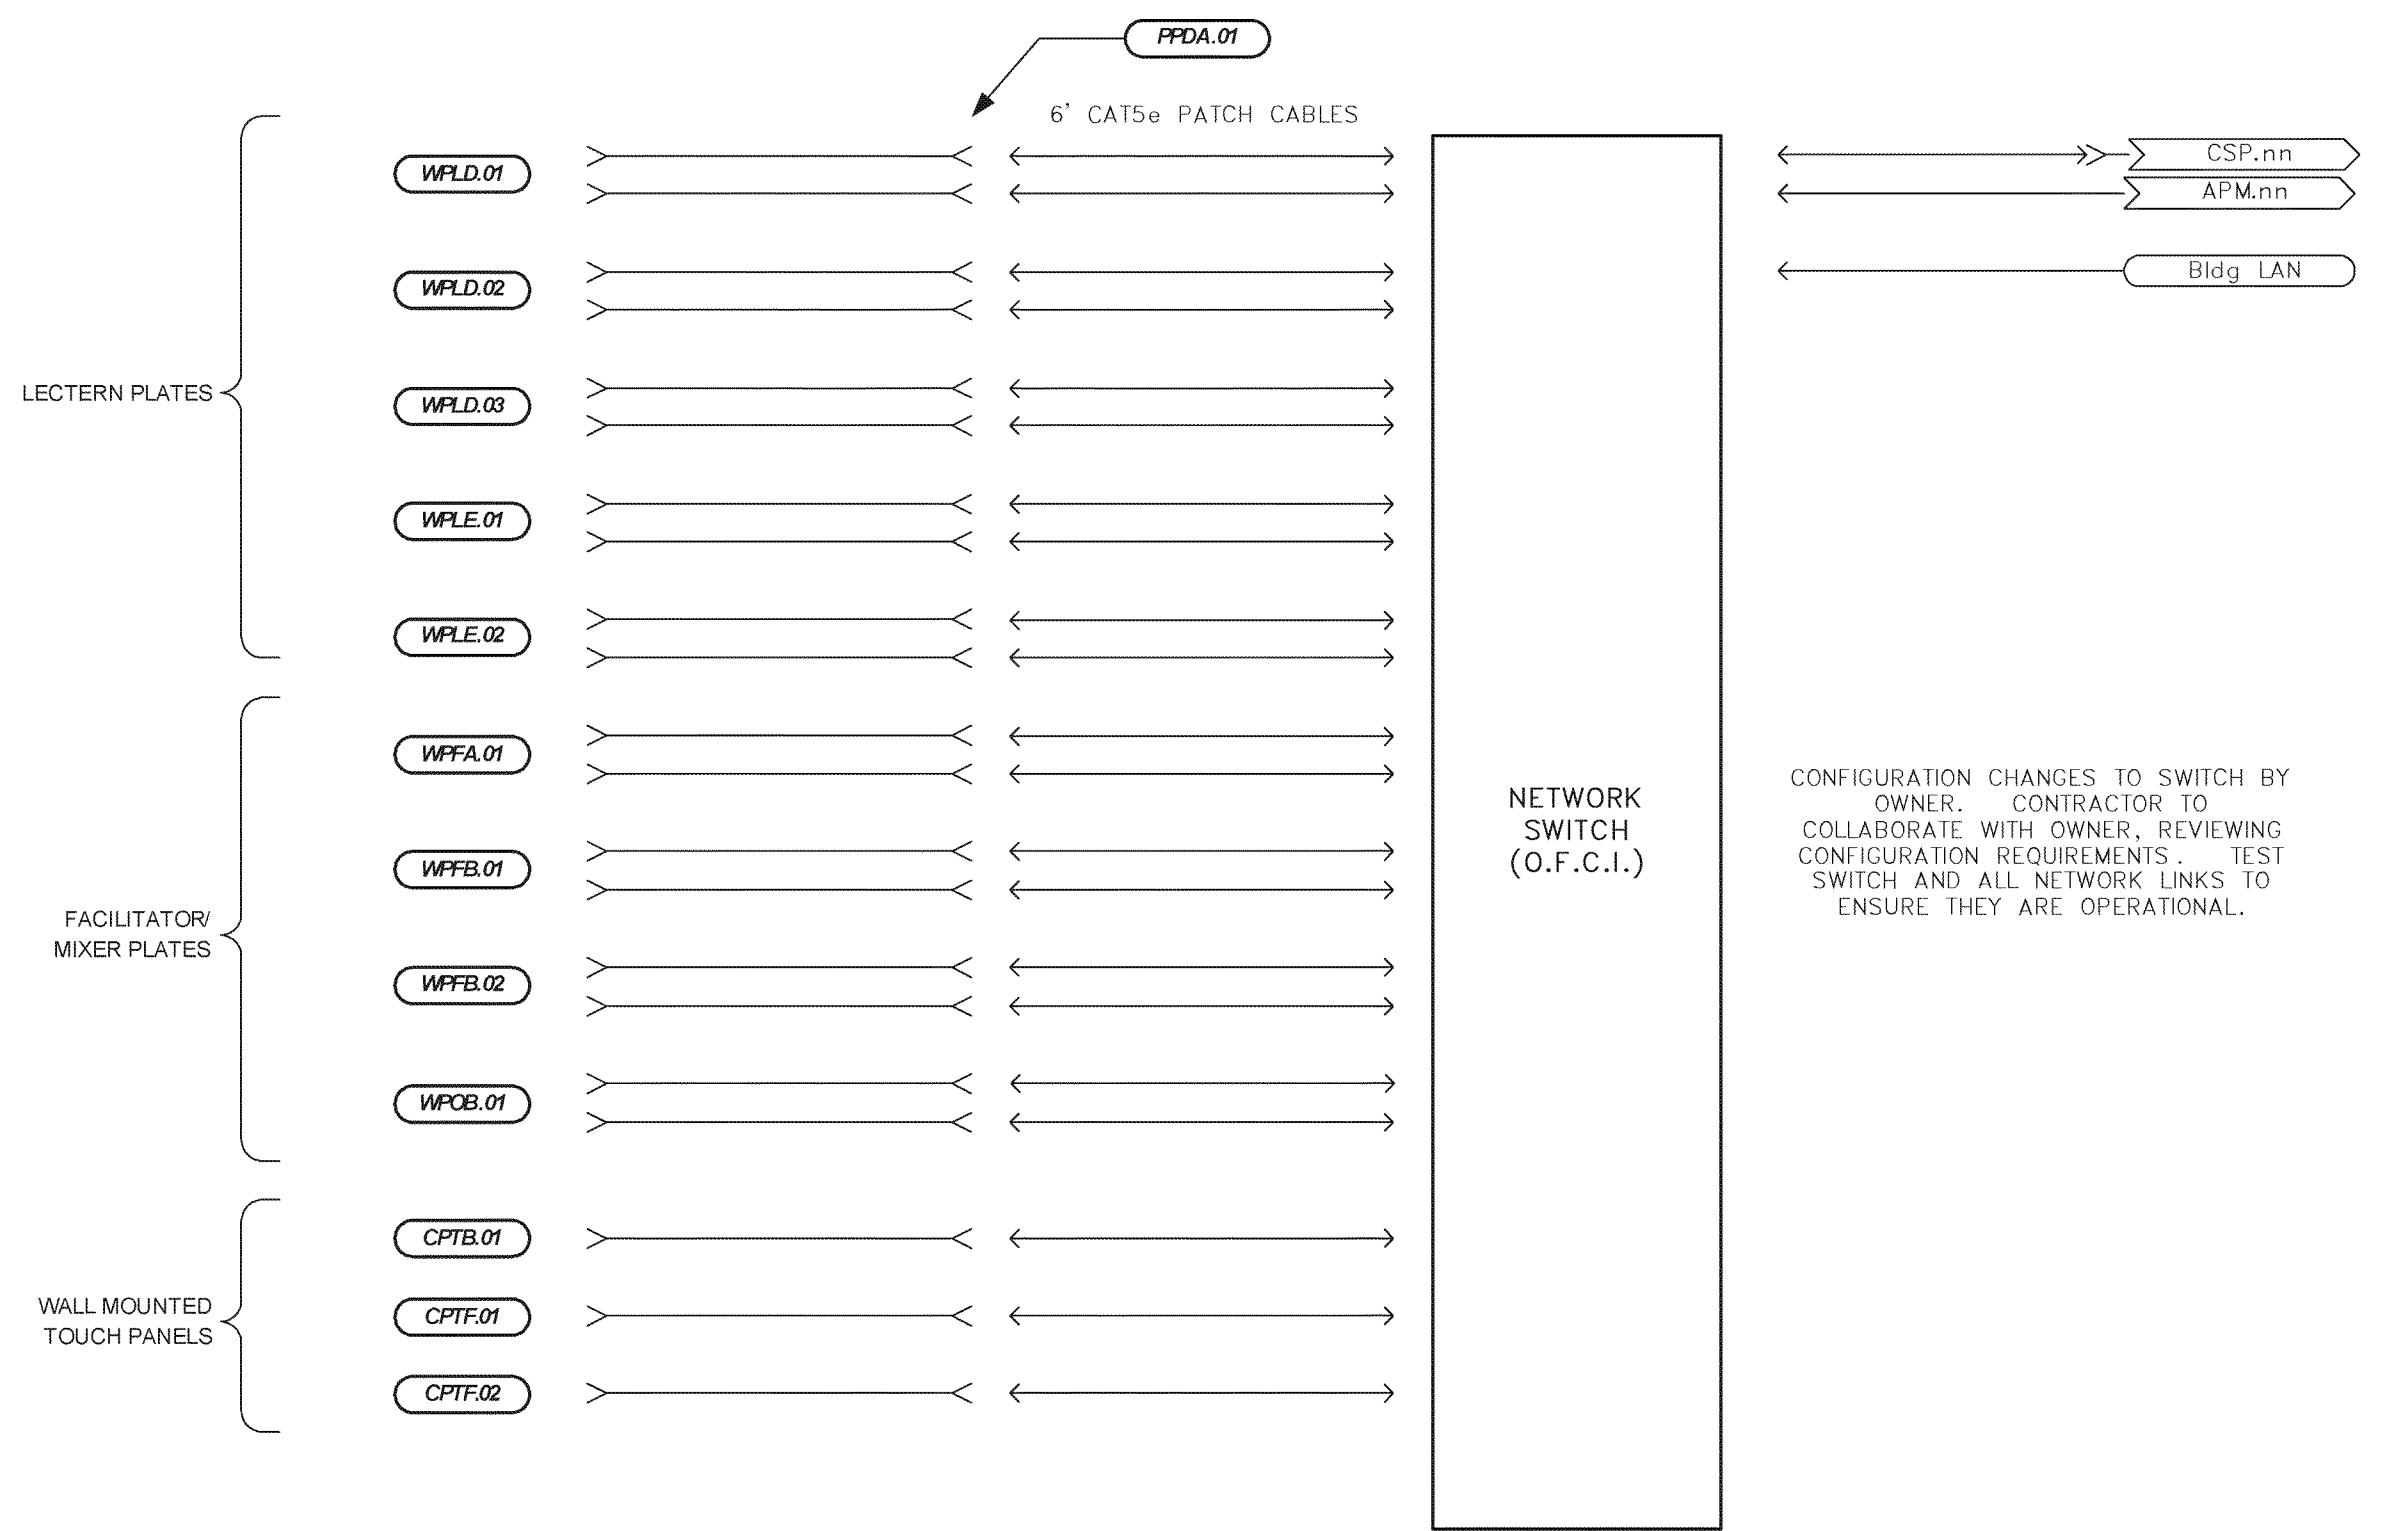 PPDA.01
6' CAT5e PATCH CABLES
WPLD.01
CSP.nn
APM.nn
WPLD.02
Bldg LAN
LECTERN PLATES
WPLD.03
WPLE.01
WPLE.02
WPFA.01
NETWORK
SWITCH
(O.F.C.I.)
CONFIGURATION CHANGES TO SWITCH BY
OWNER. CONTRACTOR TO
COLLABORATE WITH OWNER, REVIEWING
CONFIGURATION REQUIREMENTS. TEST
SWITCH AND ALL NETWORK LINKS TO
ENSURE THEY ARE OPERATIONAL.
WPFB.01
FACILITATOR/
MIXER PLATES
WPFB.02
WPOB.01
CPTB.01
WALL MOUNTED
TOUCH PANELS
CPTF.01
CPTF.02